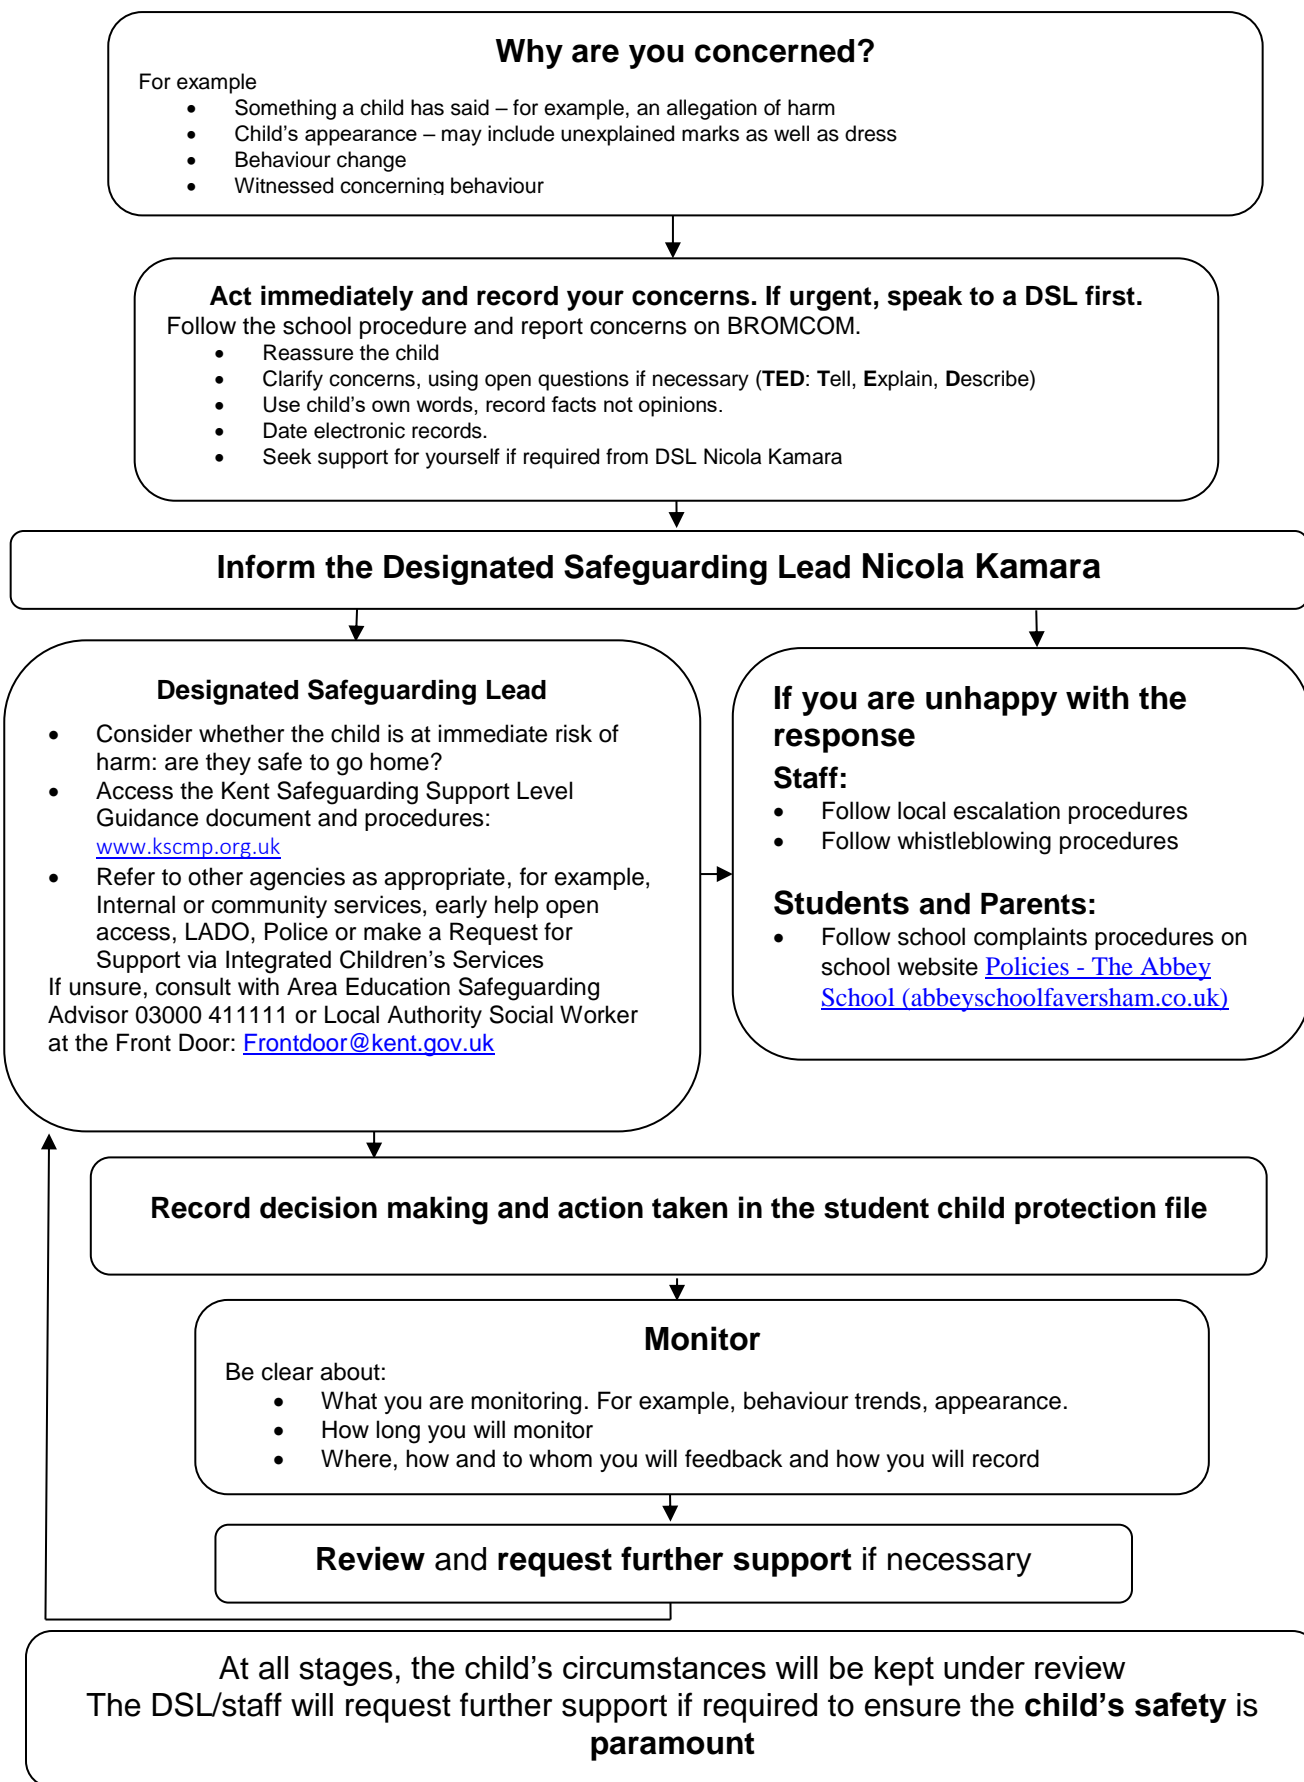 Why are you concerned?
For example
• Something a child has said – for example, an allegation of harm
• Child's appearance – may include unexplained marks as well as dress
• Behaviour change
• Witnessed concerning behaviour
Act immediately and record your concerns. If urgent, speak to a DSL first.
Follow the school procedure and report concerns on BROMCOM.
• Reassure the child
• Clarify concerns, using open questions if necessary (TED: Tell, Explain, Describe)
• Use child's own words, record facts not opinions.
• Date electronic records.
• Seek support for yourself if required from DSL Nicola Kamara
Inform the Designated Safeguarding Lead Nicola Kamara
Designated Safeguarding Lead
• Consider whether the child is at immediate risk of
harm: are they safe to go home?
• Access the Kent Safeguarding Support Level
Guidance document and procedures:
www.kscmp.org.uk
• Refer to other agencies as appropriate, for example,
Internal or community services, early help open
access, LADO, Police or make a Request for
Support via Integrated Children's Services
If unsure, consult with Area Education Safeguarding
Advisor 03000 411111 or Local Authority Social Worker
at the Front Door: Frontdoor@kent.gov.uk
If you are unhappy with the
response
Staff:
• Follow local escalation procedures
• Follow whistleblowing procedures
Students and Parents:
• Follow school complaints procedures on
school website Policies - The Abbey
School (abbeyschoolfaversham.co.uk)
Record decision making and action taken in the student child protection file
Monitor
Be clear about:
• What you are monitoring. For example, behaviour trends, appearance.
• How long you will monitor
• Where, how and to whom you will feedback and how you will record
Review and request further support if necessary
At all stages, the child's circumstances will be kept under review
The DSL/staff will request further support if required to ensure the child's safety is
paramount